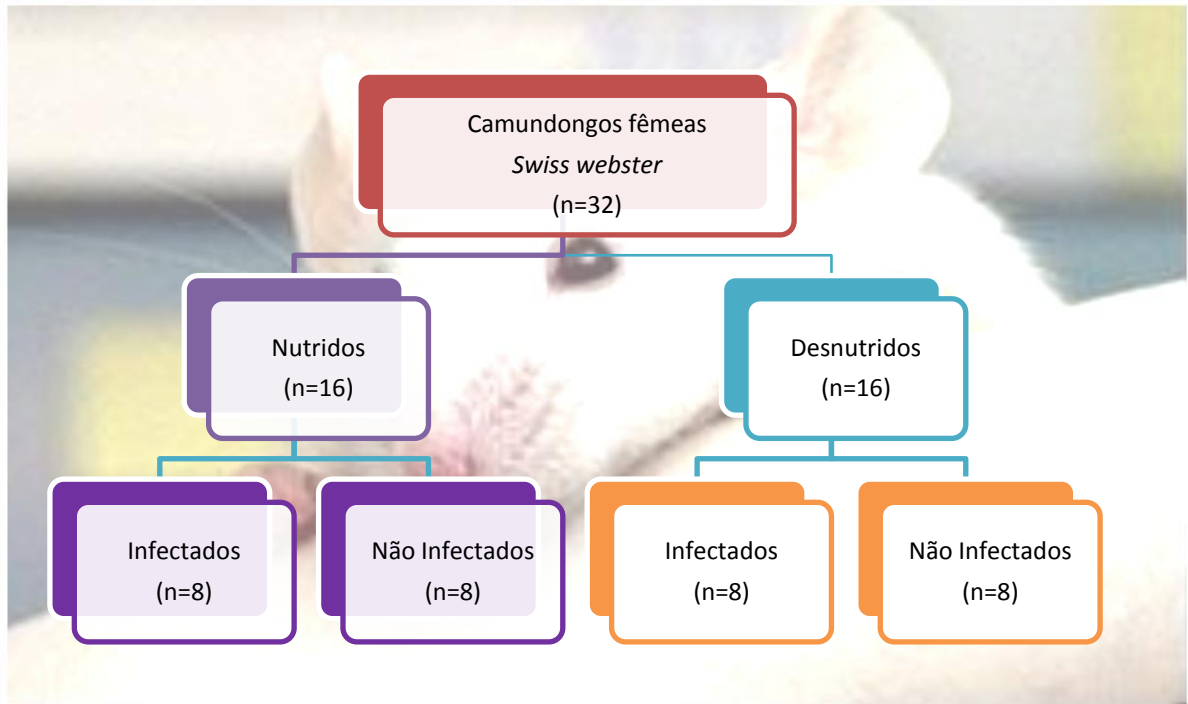 Camundongos fêmeas
Swiss webster
(n=32)
Nutridos
(n=16)
Desnutridos
(n=16)
Infectados
(n=8)
Não Infectados
(n=8)
Infectados
(n=8)
Não Infectados
(n=8)